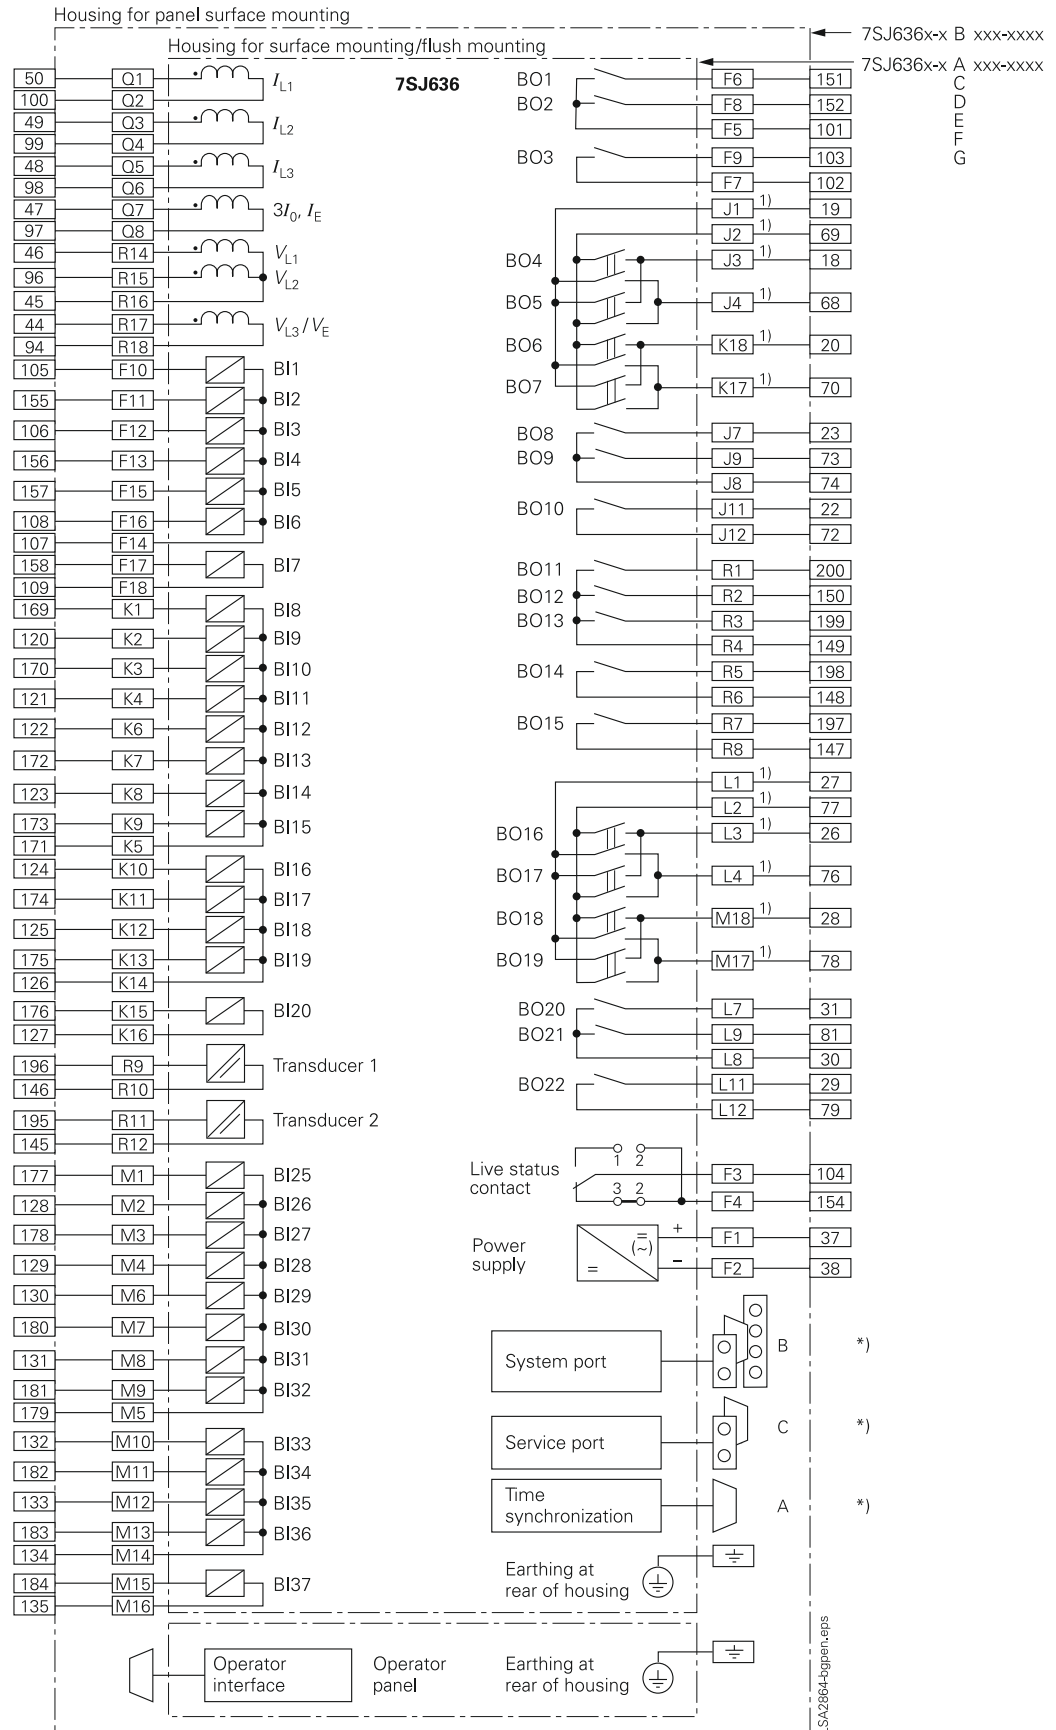 Housing for panel surface mounting
7SJ636x-x B xxx-xxxx
Housing for surface mounting/flush mounting
7SJ636x-x A xxx-xxxx
C
D
E
F
G
7SJ636
50 Q1 IL1
100 Q2
49 Q3 IL2
99 Q4
48 Q5 IL3
98 Q6
47 Q7 3I0, IE
97 Q8
46 R14 VL1
96 R15 VL2
45 R16
44 R17 VL3/VE
94 R18
105 F10 BI1
155 F11 BI2
106 F12 BI3
156 F13 BI4
157 F15 BI5
108 F16 BI6
107 F14
158 F17 BI7
109 F18
169 K1 BI8
120 K2 BI9
170 K3 BI10
121 K4 BI11
122 K6 BI12
172 K7 BI13
123 K8 BI14
173 K9 BI15
171 K5
124 K10 BI16
174 K11 BI17
125 K12 BI18
175 K13 BI19
126 K14
176 K15 BI20
127 K16
196 R9 Transducer 1
146 R10
195 R11 Transducer 2
145 R12
177 M1 BI25
128 M2 BI26
178 M3 BI27
129 M4 BI28
130 M6 BI29
180 M7 BI30
131 M8 BI31
181 M9 BI32
179 M5
132 M10 BI33
182 M11 BI34
133 M12 BI35
183 M13 BI36
134 M14
184 M15 BI37
135 M16
BO1 F6 151
BO2 F8 152
F5 101
BO3 F9 103
F7 102
J1 1) 19
J2 1) 69
BO4 J3 1) 18
BO5 J4 1) 68
BO6 K18 1) 20
BO7 K17 1) 70
BO8 J7 23
BO9 J9 73
J8 74
BO10 J11 22
J12 72
BO11 R1 200
BO12 R2 150
BO13 R3 199
R4 149
BO14 R5 198
R6 148
BO15 R7 197
R8 147
L1 1) 27
L2 1) 77
BO16 L3 1) 26
BO17 L4 1) 76
BO18 M18 1) 28
BO19 M17 1) 78
BO20 L7 31
BO21 L9 81
L8 30
BO22 L11 29
L12 79
1 2
Live status F3 104
contact 3 2 F4 154
Power = (~) + F1 37
supply = − F2 38
System port B *)
Service port C *)
Time
synchronization A *)
Earthing at
rear of housing
Operator
interface
Operator
panel
Earthing at
rear of housing
LSA2864-bgpen.eps